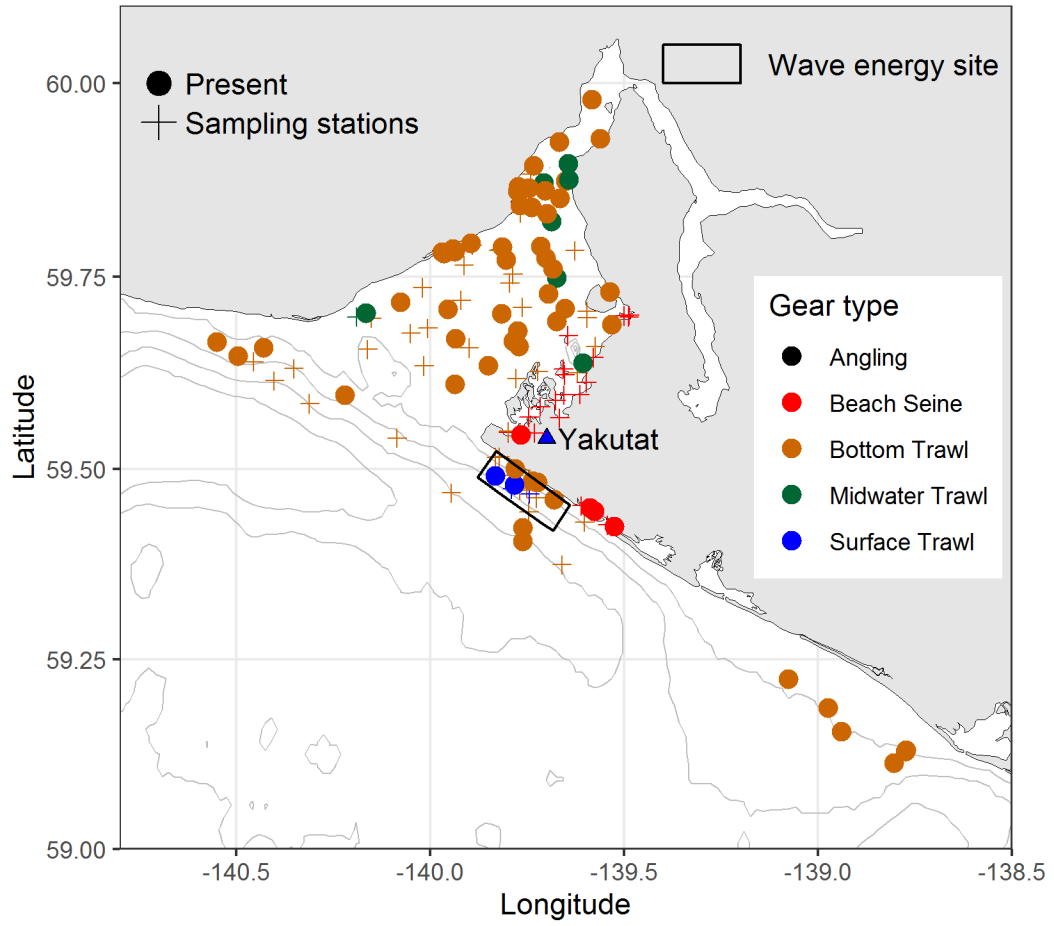 Present
Sampling stations
Wave energy site
60.00
59.75
59.50
59.25
59.00
Latitude
Yakutat
Gear type
Angling
Beach Seine
Bottom Trawl
Midwater Trawl
Surface Trawl
-140.5
-140.0
-139.5
-139.0
-138.5
Longitude